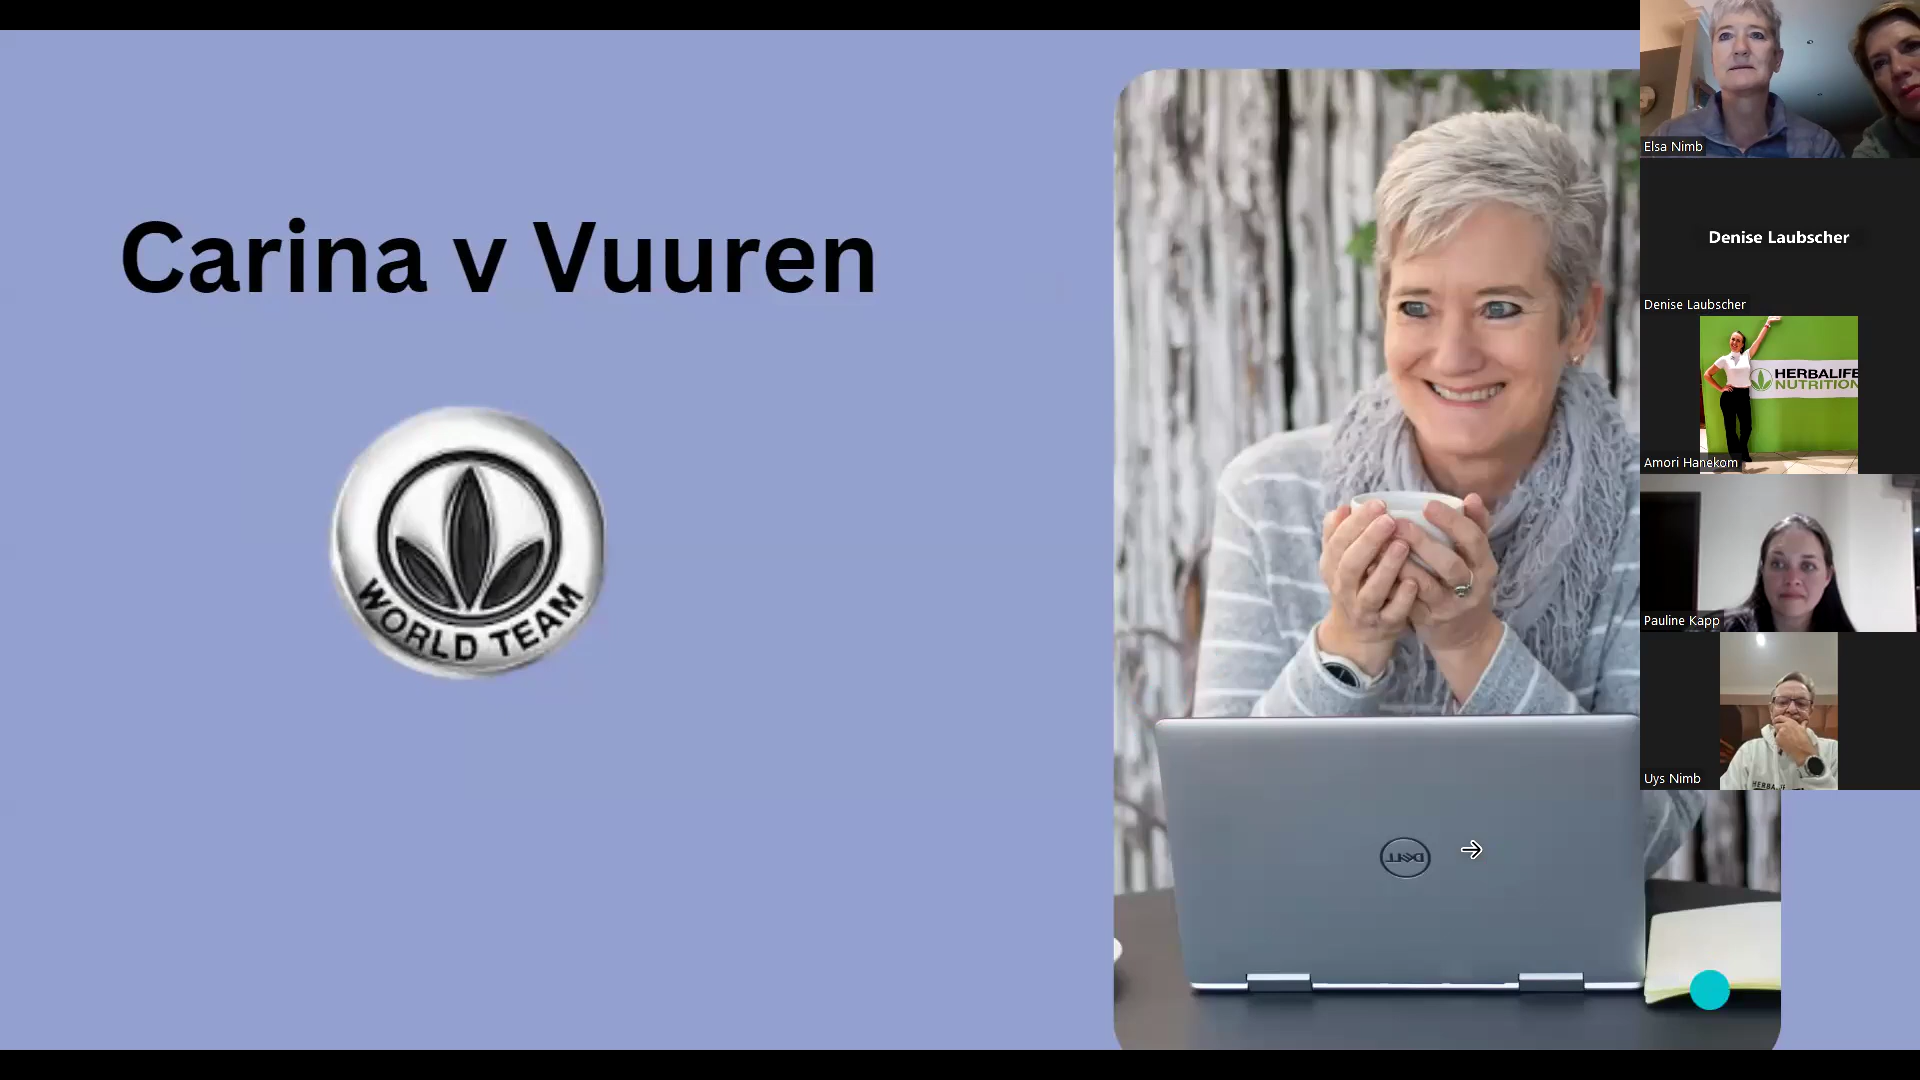 Carina v Vuuren
WORLD TEAM
DELL
Elsa Nimb
Denise Laubscher
Denise Laubscher
HERBALIFE
NUTRITION
Amori Hanekom
Pauline Kapp
Uys Nimb